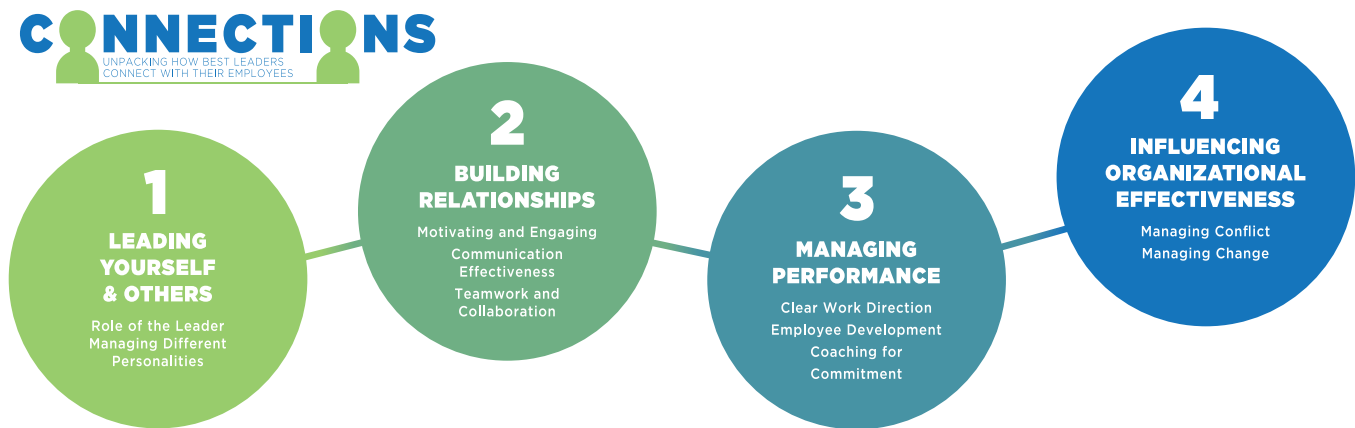 CONNECTIONS
UNPACKING HOW BEST LEADERS
CONNECT WITH THEIR EMPLOYEES
1
LEADING
YOURSELF
& OTHERS
Role of the Leader
Managing Different
Personalities
2
BUILDING
RELATIONSHIPS
Motivating and Engaging
Communication
Effectiveness
Teamwork and
Collaboration
3
MANAGING
PERFORMANCE
Clear Work Direction
Employee Development
Coaching for
Commitment
4
INFLUENCING
ORGANIZATIONAL
EFFECTIVENESS
Managing Conflict
Managing Change